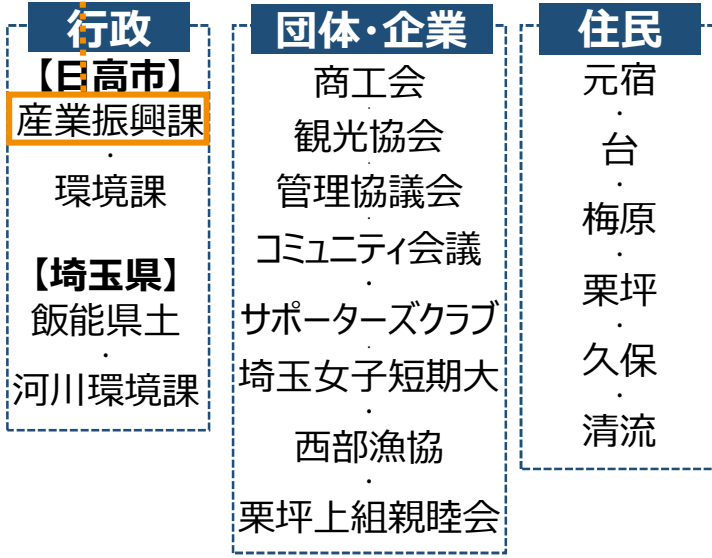 行政
【日高市】
産業振興課
・
環境課
【埼玉県】
飯能県土
・
河川環境課
団体・企業
商工会
・
観光協会
・
管理協議会
・
コミュニティ会議
・
サポーターズクラブ
・
埼玉女子短期大
・
西部漁協
・
栗坪上組親睦会
住民
元宿
・
台
・
梅原
・
栗坪
・
久保
・
清流